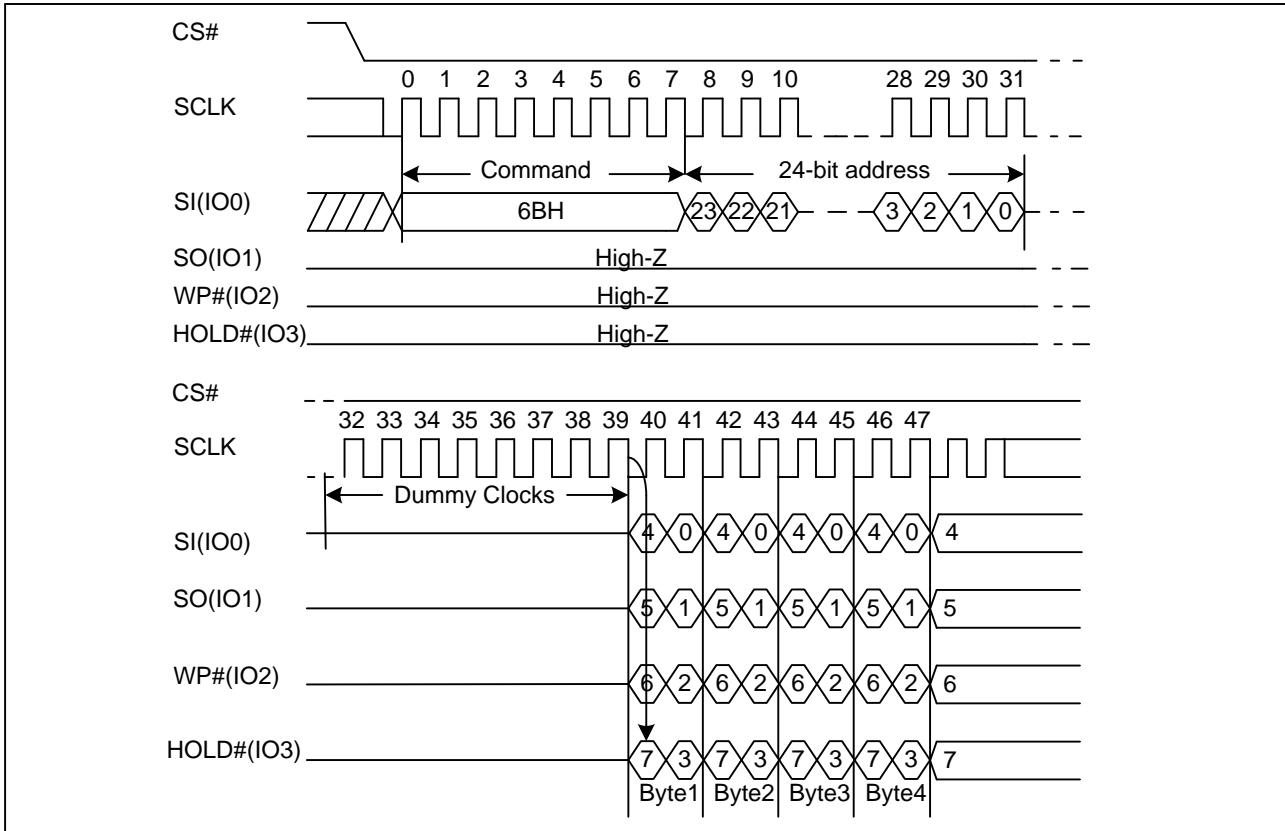 CS#
0 1 2 3 4 5 6 7 8 9 10 28 29 30 31
SCLK
Command 24-bit address
SI(IO0) 6BH 23 22 21 3 2 1 0
SO(IO1) High-Z
WP#(IO2) High-Z
HOLD#(IO3) High-Z
CS#
32 33 34 35 36 37 38 39 40 41 42 43 44 45 46 47
SCLK
Dummy Clocks
SI(IO0) 4 0 4 0 4 0 4 0 4
SO(IO1) 5 1 5 1 5 1 5 1 5
WP#(IO2) 6 2 6 2 6 2 6 2 6
HOLD#(IO3) 7 3 7 3 7 3 7 3 7
Byte1 Byte2 Byte3 Byte4